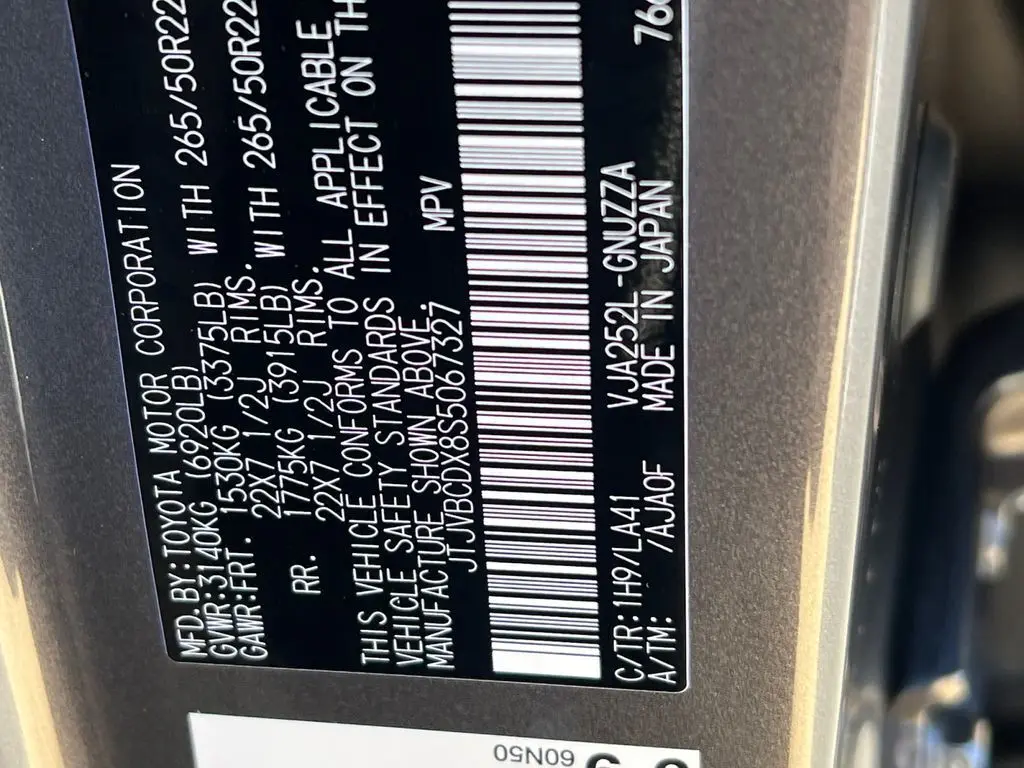 MFD.BY:TOYOTA MOTOR CORPORATION
GVWR:3140KG (6920LB)
GAWR:FRT. 1530KG (3375LB) WITH 265/50R22
22X7 1/2J RIMS.
RR. 1775KG (3915LB) WITH 265/50R22
22X7 1/2J RIMS.
THIS VEHICLE CONFORMS TO ALL APPLICABLE
VEHICLE SAFETY STANDARDS IN EFFECT ON TH
MANUFACTURE SHOWN ABOVE.
JTJVBCDX8S5067327 MPV
C/TR:1H9/LA41 VJA252L-GNUZZA
A/TM: /AJA0F MADE IN JAPAN
60N50